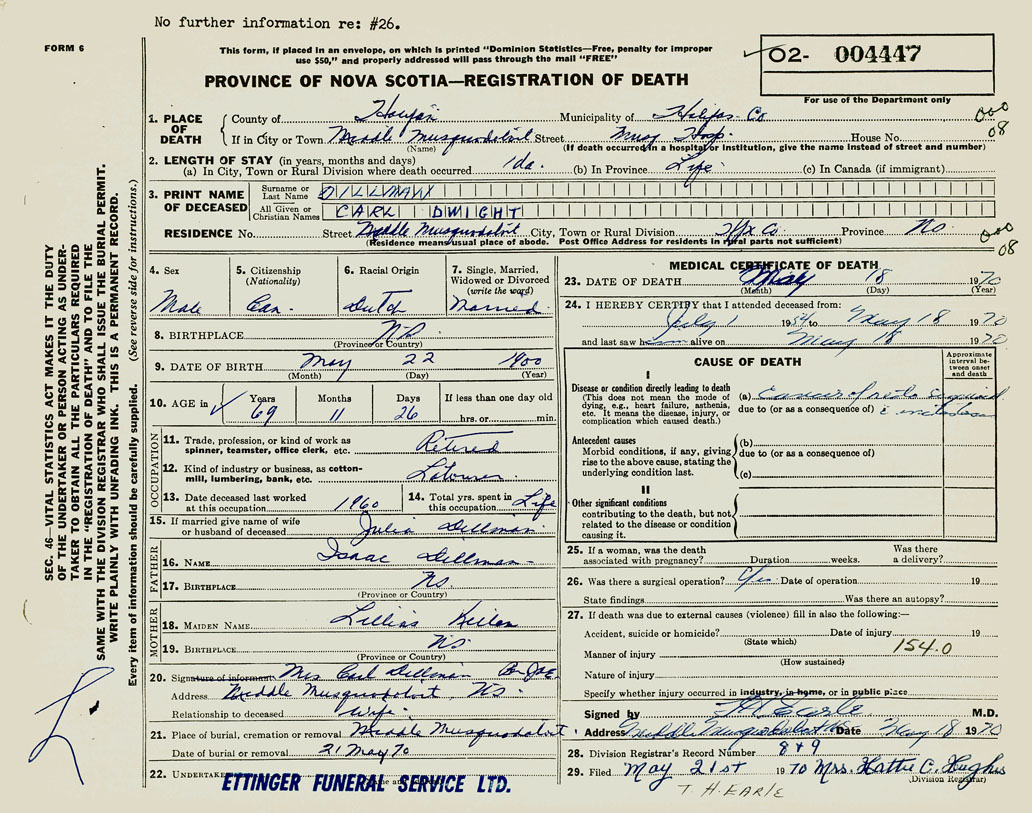 No further information re: #26.
FORM 6
This form, if placed in an envelope, on which is printed "Dominion Statistics—Free, penalty for improper
use $50," and properly addressed will pass through the mail "FREE"
O2- 004447
For use of the Department only
PROVINCE OF NOVA SCOTIA—REGISTRATION OF DEATH
1. PLACE OF DEATH
County of Municipality of Halifax Co
000
08
If in City or Town Middle Musquodoboit Street Musq Hosp. House No.
(Name) (If death occurred in a hospital or institution, give the name instead of street and number)
2. LENGTH OF STAY (in years, months and days)
(a) In City, Town or Rural Division where death occurred 1 da. (b) In Province Life (c) In Canada (if immigrant)
3. PRINT NAME OF DECEASED
Surname or Last Name DILLMAN
All Given or Christian Names CARL DWIGHT
RESIDENCE No. Street Middle Musquodoboit City, Town or Rural Division Hfx Co Province Ns.
(Residence means usual place of abode. Post Office Address for residents in rural parts not sufficient)
000
08
4. Sex Male
5. Citizenship (Nationality) Can.
6. Racial Origin Dutch
7. Single, Married, Widowed or Divorced (write the word) Married
8. BIRTHPLACE NS
(Province or Country)
9. DATE OF BIRTH May 22 1900
(Month) (Day) (Year)
10. AGE in Years 69 Months 11 Days 26 If less than one day old hrs. or min.
OCCUPATION
11. Trade, profession, or kind of work as spinner, teamster, office clerk, etc. Retired
12. Kind of industry or business, as cotton-mill, lumbering, bank, etc.
13. Date deceased last worked at this occupation 1960
14. Total yrs. spent in this occupation Life
15. If married give name of wife or husband of deceased Julia Dillman
FATHER
16. NAME Isaac Dillman
17. BIRTHPLACE Ns.
(Province or Country)
MOTHER
18. MAIDEN NAME Lillias
19. BIRTHPLACE NS
(Province or Country)
20. Signature of informant Mrs Carl Dillman
Address Middle Musquodoboit, Ns.
Relationship to deceased Wife
21. Place of burial, cremation or removal Middle Musquodoboit
Date of burial or removal 21 May 70
22. UNDERTAKER
ETTINGER FUNERAL SERVICE LTD.
MEDICAL CERTIFICATE OF DEATH
23. DATE OF DEATH May 18 1970
(Month) (Day) (Year)
24. I HEREBY CERTIFY that I attended deceased from:
July 1 1954 to May 18 1970
and last saw him alive on May 18 1970
CAUSE OF DEATH
Approximate interval between onset and death
I
Disease or condition directly leading to death
(This does not mean the mode of dying, e.g., heart failure, asthenia, etc. It means the disease, injury, or complication which caused death.)
(a) Cancer of recto sigmoid
due to (or as a consequence of)
Antecedent causes
Morbid conditions, if any, giving rise to the above cause, stating the underlying condition last.
(b)
due to (or as a consequence of)
(c)
II
Other significant conditions contributing to the death, but not related to the disease or condition causing it.
25. If a woman, was the death associated with pregnancy? Duration weeks. Was there a delivery?
26. Was there a surgical operation? Yes Date of operation 19
State findings Was there an autopsy?
27. If death was due to external causes (violence) fill in also the following:—
Accident, suicide or homicide? Date of injury 19
(State which)
154.0
Manner of injury
(How sustained)
Nature of injury
Specify whether injury occurred in industry, in home, or in public place
Signed by H Earle M.D.
Address Middle Musquodoboit Ns Date May 18 1970
28. Division Registrar's Record Number 849
29. Filed May 21st 1970 Mrs. Hattie C. Hughes
(Division Registrar)
T. H. EARLE
SEC. 46—VITAL STATISTICS ACT MAKES IT THE DUTY
OF THE UNDERTAKER OR PERSON ACTING AS UNDER-
TAKER TO OBTAIN ALL THE PARTICULARS REQUIRED
IN THE "REGISTRATION OF DEATH" AND TO FILE THE
SAME WITH THE DIVISION REGISTRAR WHO SHALL ISSUE THE BURIAL PERMIT.
WRITE PLAINLY WITH UNFADING INK. THIS IS A PERMANENT RECORD.
Every item of information should be carefully supplied. (See reverse side for instructions.)